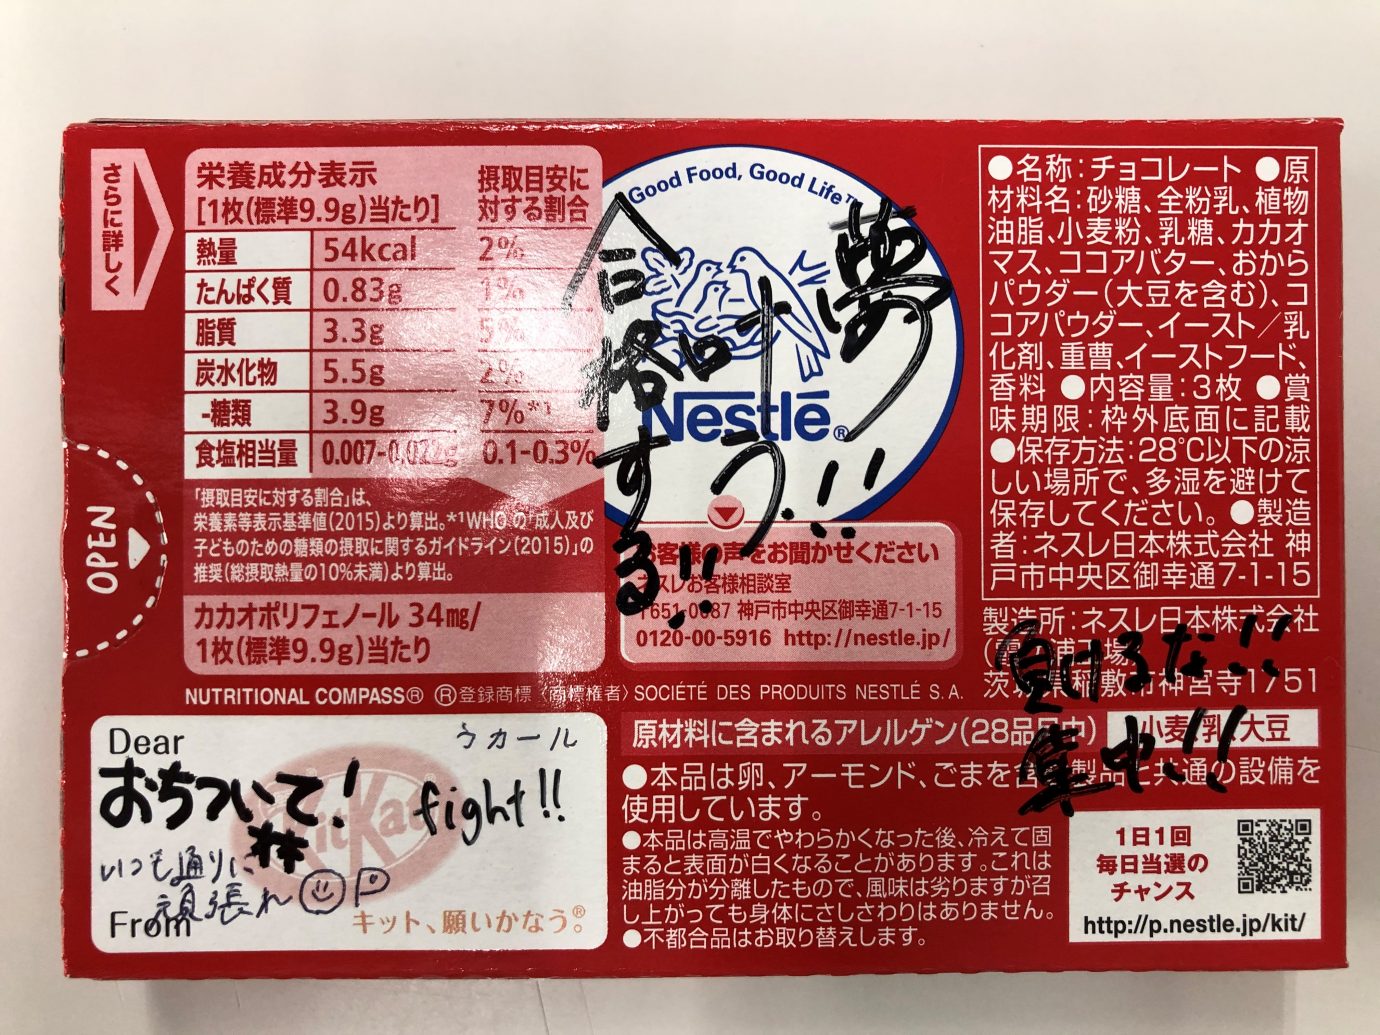 さらに詳しく
OPEN
栄養成分表示
[1枚(標準9.9g)当たり]
摂取目安に
対する割合
熱量 54kcal 2%
たんぱく質 0.83g 1%
脂質 3.3g 5%
炭水化物 5.5g 2%
-糖類 3.9g 7%*1
食塩相当量 0.007-0.022g 0.1-0.3%
「摂取目安に対する割合」は、
栄養素等表示基準値(2015)より算出。*1WHO の「成人及び
子どものための糖類の摂取に関するガイドライン(2015)」の
推奨(総摂取熱量の10%未満)より算出。
カカオポリフェノール 34mg/
1枚(標準9.9g)当たり
Good Food, Good Life™
Nestlé®
夢
叶う!!
合格する!!
お客様の声をお聞かせください
ネスレお客様相談室
〒651-0087 神戸市中央区御幸通7-1-15
0120-00-5916 http://nestle.jp/
●名称:チョコレート ●原
材料名:砂糖、全粉乳、植物
油脂、小麦粉、乳糖、カカオ
マス、ココアバター、おから
パウダー(大豆を含む)、コ
コアパウダー、イースト/乳
化剤、重曹、イーストフード、
香料 ●内容量:3枚 ●賞
味期限:枠外底面に記載
●保存方法:28℃以下の涼
しい場所で、多湿を避けて
保存してください。●製造
者:ネスレ日本株式会社 神
戸市中央区御幸通7-1-15
製造所:ネスレ日本株式会社
(霞ヶ浦工場)
茨城県稲敷市神宮寺1751
負けるな!!
集中!!
NUTRITIONAL COMPASS® ®登録商標〈商標権者〉SOCIÉTÉ DES PRODUITS NESTLÉ S.A.
原材料に含まれるアレルゲン(28品目中) 小麦 乳 大豆
●本品は卵、アーモンド、ごまを含む製品と共通の設備を
使用しています。
●本品は高温でやわらかくなった後、冷えて固
まると表面が白くなることがあります。これは
油脂分が分離したもので、風味は劣りますが召
し上がっても身体にさしさわりはありません。
●不都合品はお取り替えします。
1日1回
毎日当選の
チャンス
http://p.nestle.jp/kit/
Dear
うカール
おちついて!
fight!!
KitKat
いつも通りに
頑張れ
From
キット、願いかなう。®